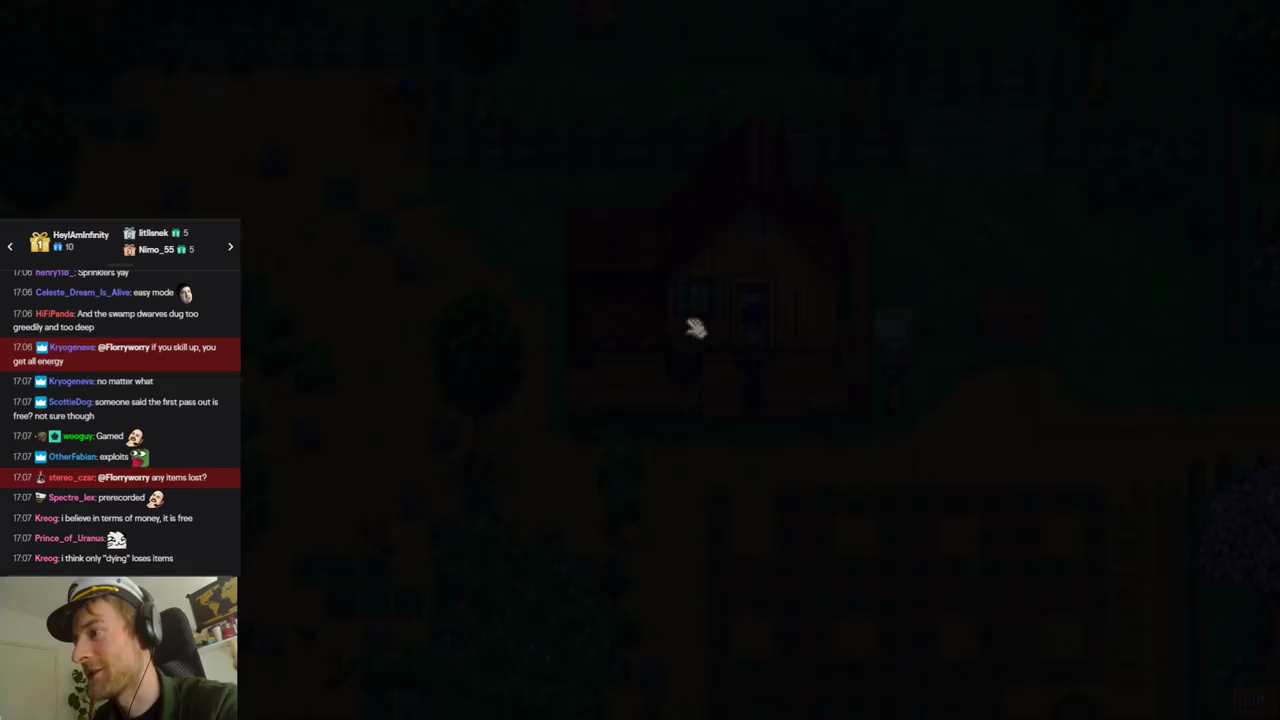 HeyIAmInfinity
10
litllsnek 5
Nimo_55 5
17:06 henry118_: Sprinklers yay
17:06 Celeste_Dream_Is_Alive: easy mode
17:06 HiFiPanda: And the swamp dwarves dug too
greedily and too deep
17:06 Kryogeneva: @Florryworry if you skill up, you
get all energy
17:07 Kryogeneva: no matter what
17:07 ScottieDog: someone said the first pass out is
free? not sure though
17:07 wooguy: Gamed
17:07 OtherFabian: exploits
17:07 stereo_czar: @Florryworry any items lost?
17:07 Spectre_lex: prerecorded
17:07 Kreog: i believe in terms of money, it is free
17:07 Prince_of_Uranus:
17:07 Kreog: i think only "dying" loses items